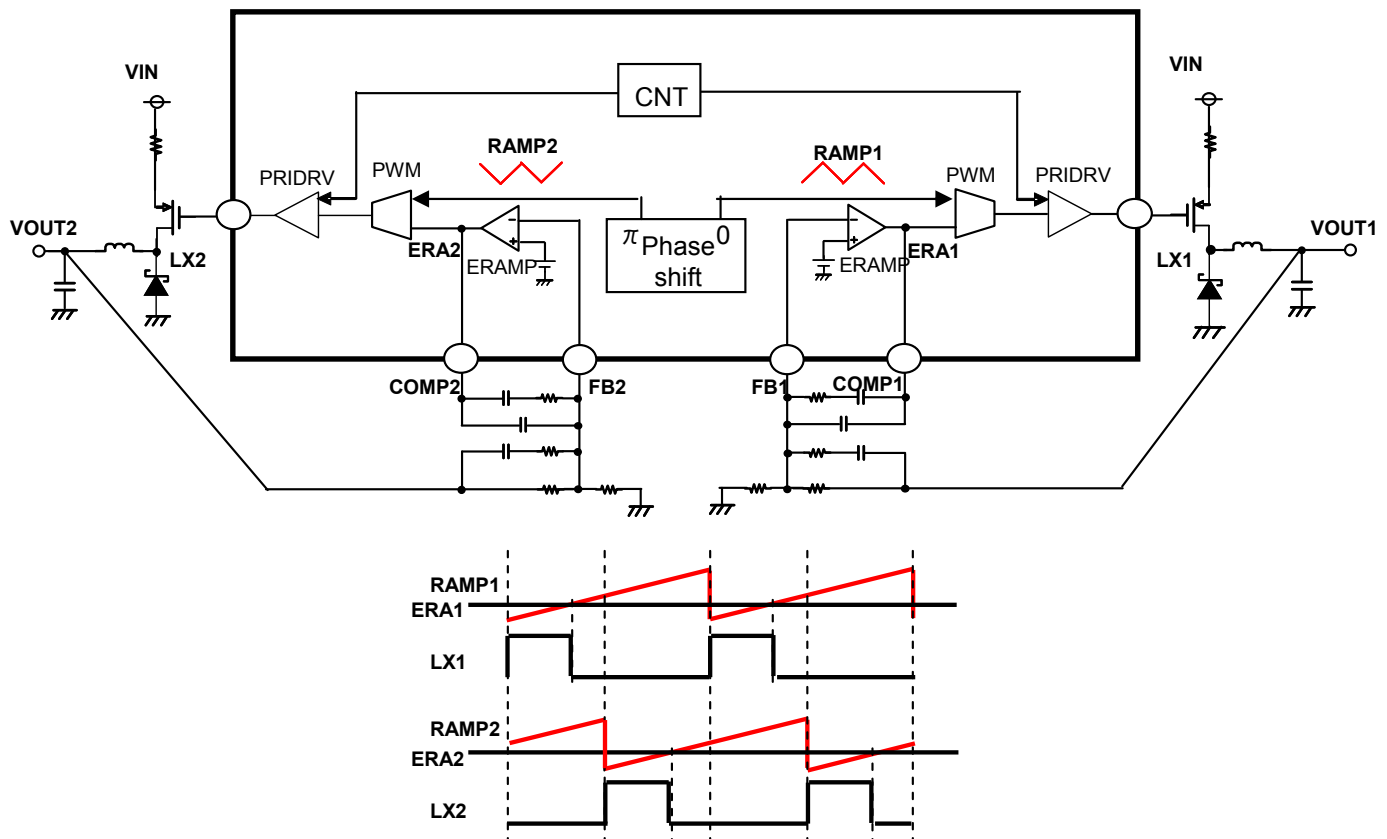 VIN
VIN
CNT
RAMP2
RAMP1
PRIDRV
PWM
PWM
PRIDRV
VOUT2
LX2
ERA2
ERAMP
π Phase 0
shift
ERAMP
ERA1
LX1
VOUT1
COMP2
FB2
FB1
COMP1
RAMP1
ERA1
LX1
RAMP2
ERA2
LX2